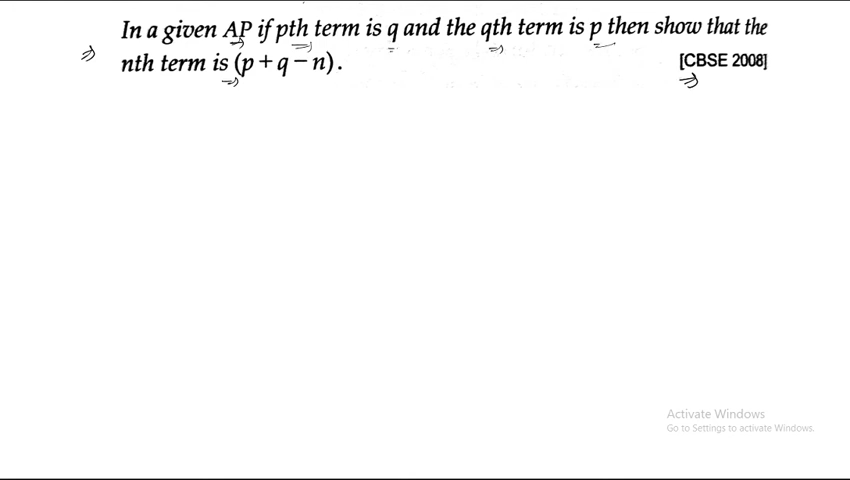 In a given AP if pth term is q and the qth term is p then show that the
nth term is (p + q − n).
[CBSE 2008]
Activate Windows
Go to Settings to activate Windows.